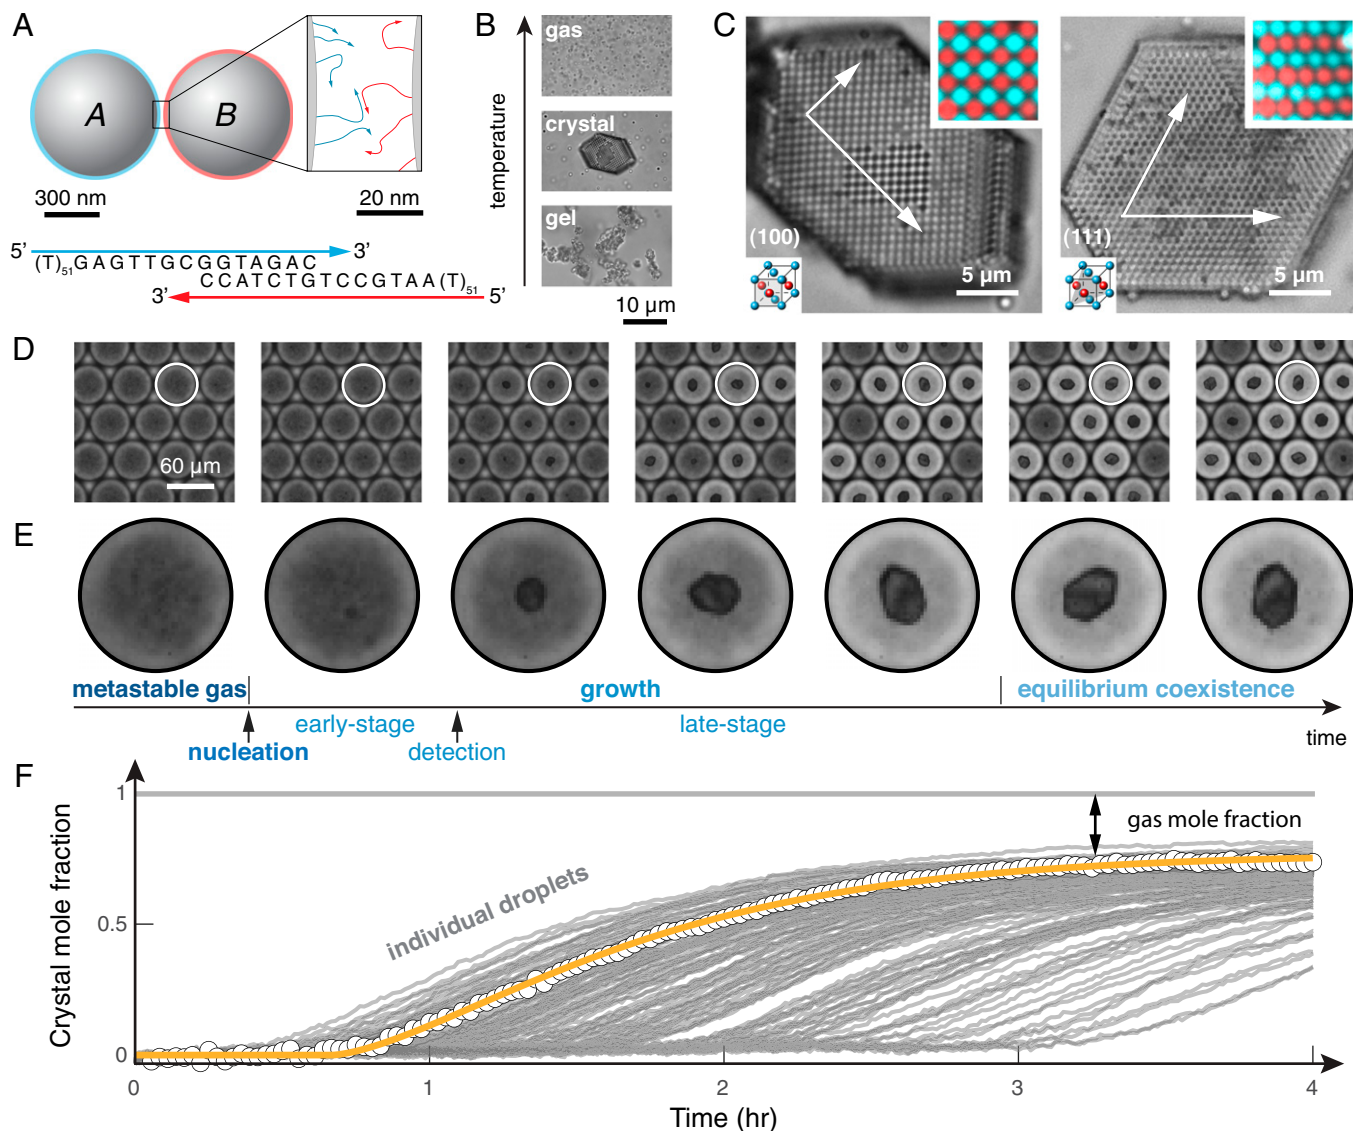 A
A
B
300 nm
20 nm
5’
3’
(T)51GAGTTGCGGTAGAC
CCATCTGTCCGTAA(T)51
3’
5’
B
temperature
gas
crystal
gel
10 µm
C
(100)
5 µm
(111)
5 µm
D
60 µm
E
metastable gas
growth
equilibrium coexistence
early-stage
late-stage
nucleation
detection
time
F
Crystal mole fraction
1
0.5
0
individual droplets
gas mole fraction
0
1
2
3
4
Time (hr)